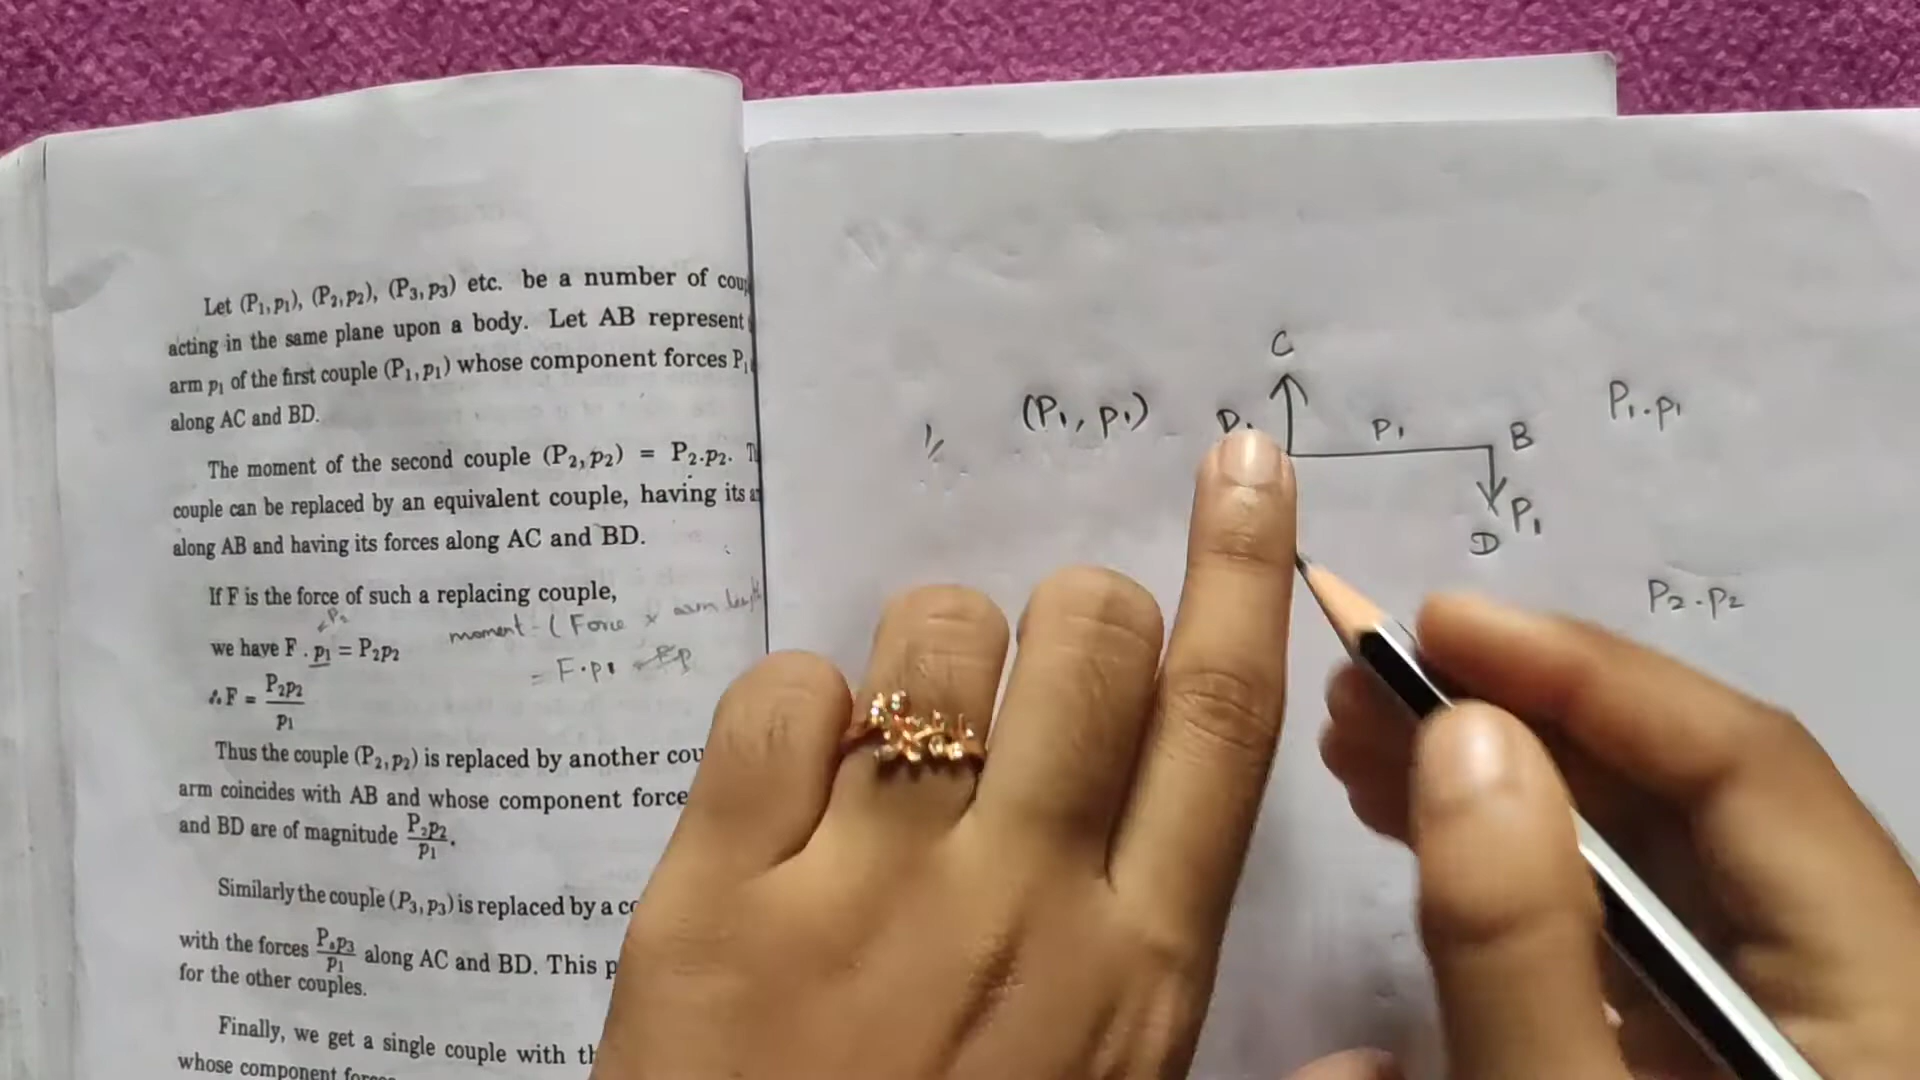 Let (P₁, p₁), (P₂, p₂), (P₃, p₃) etc. be a number of
acting in the same plane upon a body. Let AB represent
arm p₁ of the first couple (P₁, p₁) whose component forces P₁
along AC and BD.
The moment of the second couple (P₂, p₂) = P₂.p₂.
couple can be replaced by an equivalent couple, having its
along AB and having its forces along AC and BD.
If F is the force of such a replacing couple,
moment - ( Force × arm length
we have F . p₁ = P₂p₂
= F.p₁
∴ F = P₂p₂ / p₁
Thus the couple (P₂, p₂) is replaced by another
arm coincides with AB and whose component
and BD are of magnitude P₂p₂ / p₁.
Similarly the couple (P₃, p₃) is replaced by a
with the forces P₃p₃ / p₁ along AC and BD. This
for the other couples.
Finally, we get a single couple with
whose component
C
(P₁, p₁)
P₁
B
P₁
D
P₁.p₁
P₂.p₂